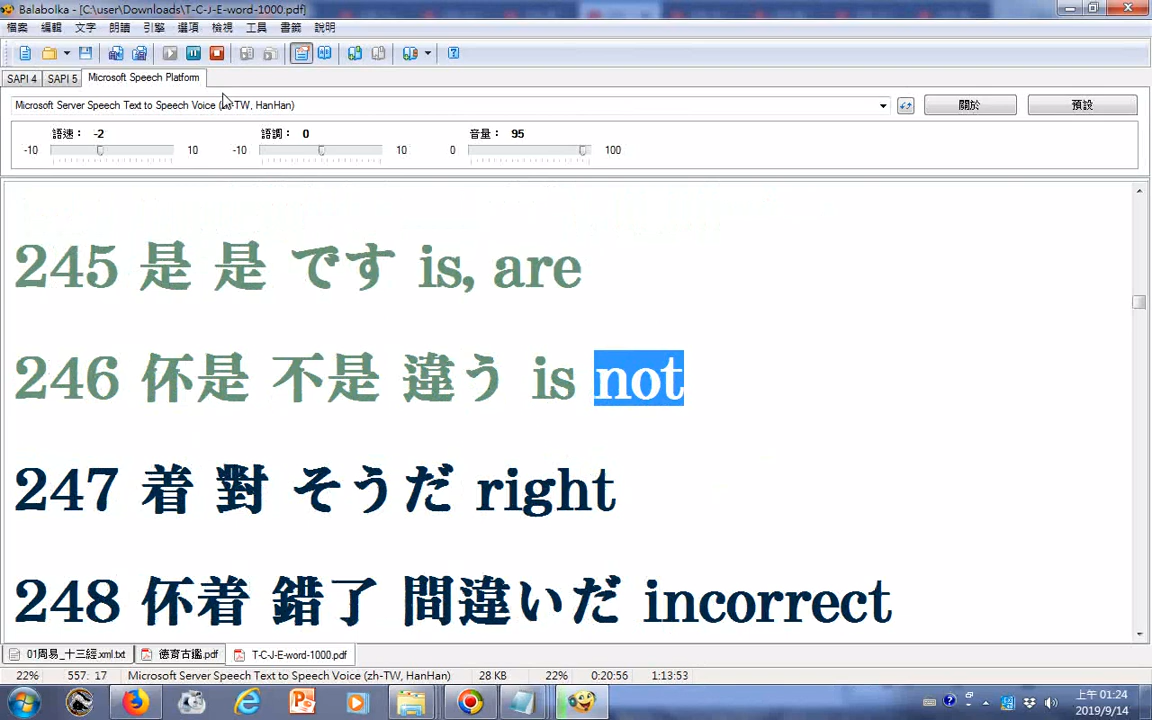 Balabolka - [C:\user\Downloads\T-C-J-E-word-1000.pdf]
檔案 編輯 文字 朗讀 引擎 選項 檢視 工具 書籤 說明
SAPI 4 SAPI 5 Microsoft Speech Platform
Microsoft Server Speech Text to Speech Voice (zh-TW, HanHan) 關於 預設
語速： -2 語調： 0 音量： 95
-10 10 -10 10 0 100
245 是 是 です is, are
246 伓是 不是 違う is not
247 着 對 そうだ right
248 伓着 錯了 間違いだ incorrect
01周易_十三經.xml.txt 德育古鑑.pdf T-C-J-E-word-1000.pdf
22% 557: 17 Microsoft Server Speech Text to Speech Voice (zh-TW, HanHan) 28 KB 22% 0:20:56 1:13:53
上午 01:24
2019/9/14